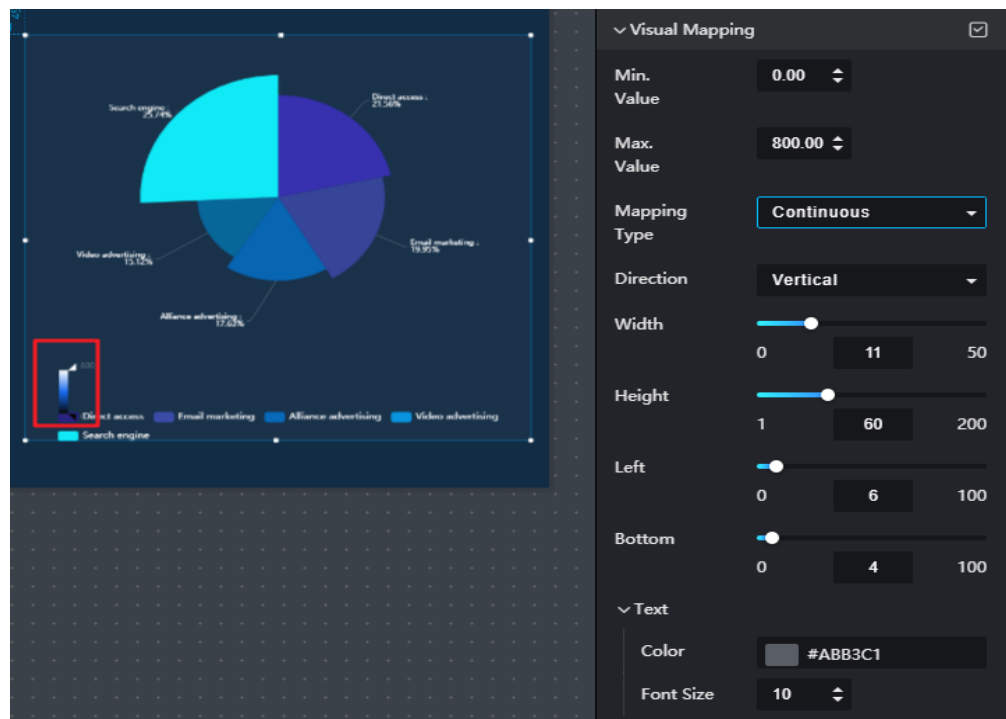 Search engine :
25.74%
Direct access :
21.56%
Email marketing :
19.95%
Video advertising :
15.12%
Alliance advertising :
17.63%
Direct access
Email marketing
Alliance advertising
Video advertising
Search engine
Visual Mapping
Min.
Value
0.00
Max.
Value
800.00
Mapping
Type
Continuous
Direction
Vertical
Width
0 11 50
Height
1 60 200
Left
0 6 100
Bottom
0 4 100
Text
Color
#ABB3C1
Font Size
10